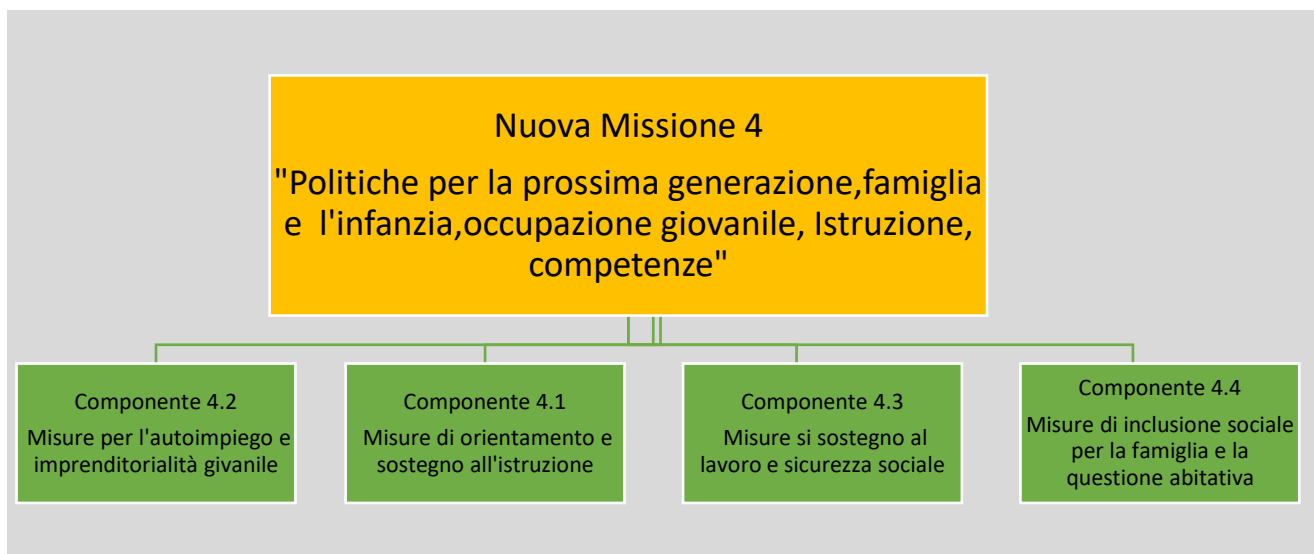 Nuova Missione 4
"Politiche per la prossima generazione,famiglia
e l'infanzia,occupazione giovanile, Istruzione,
competenze"
Componente 4.2
Misure per l'autoimpiego e
imprenditorialità givanile
Componente 4.1
Misure di orientamento e
sostegno all'istruzione
Componente 4.3
Misure si sostegno al
lavoro e sicurezza sociale
Componente 4.4
Misure di inclusione sociale
per la famiglia e la
questione abitativa